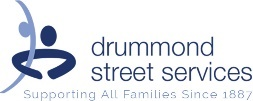 drummond
street services
Supporting All Families Since 1887